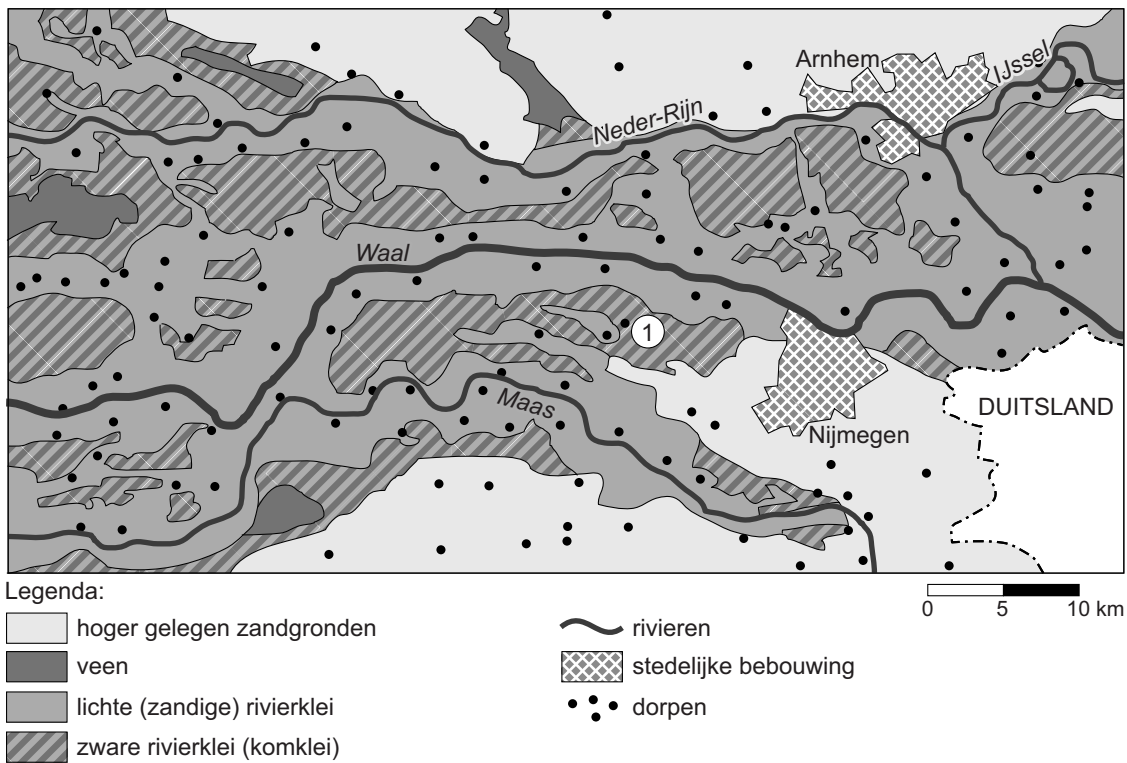 Arnhem
IJssel
Neder-Rijn
Waal
1
Maas
DUITSLAND
Nijmegen
Legenda:
0 5 10 km
hoger gelegen zandgronden
rivieren
veen
stedelijke bebouwing
lichte (zandige) rivierklei
dorpen
zware rivierklei (komklei)